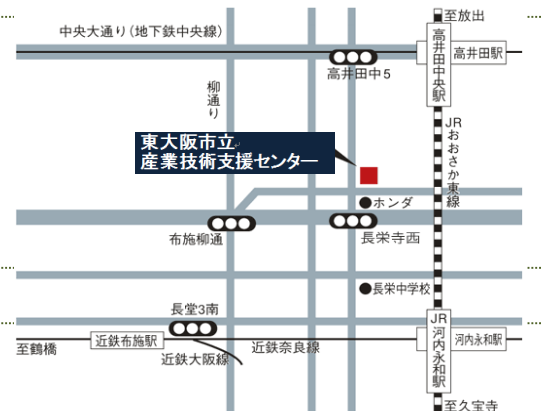 至放出
中央大通り(地下鉄中央線)
高井田中央駅
高井田駅
高井田中5
柳通り
JRおおさか東線
東大阪市立
産業技術支援センター
ホンダ
布施柳通
長栄寺西
長栄中学校
長堂3南
JR河内永和駅
河内永和駅
至鶴橋
近鉄布施駅
近鉄大阪線
近鉄奈良線
至久宝寺